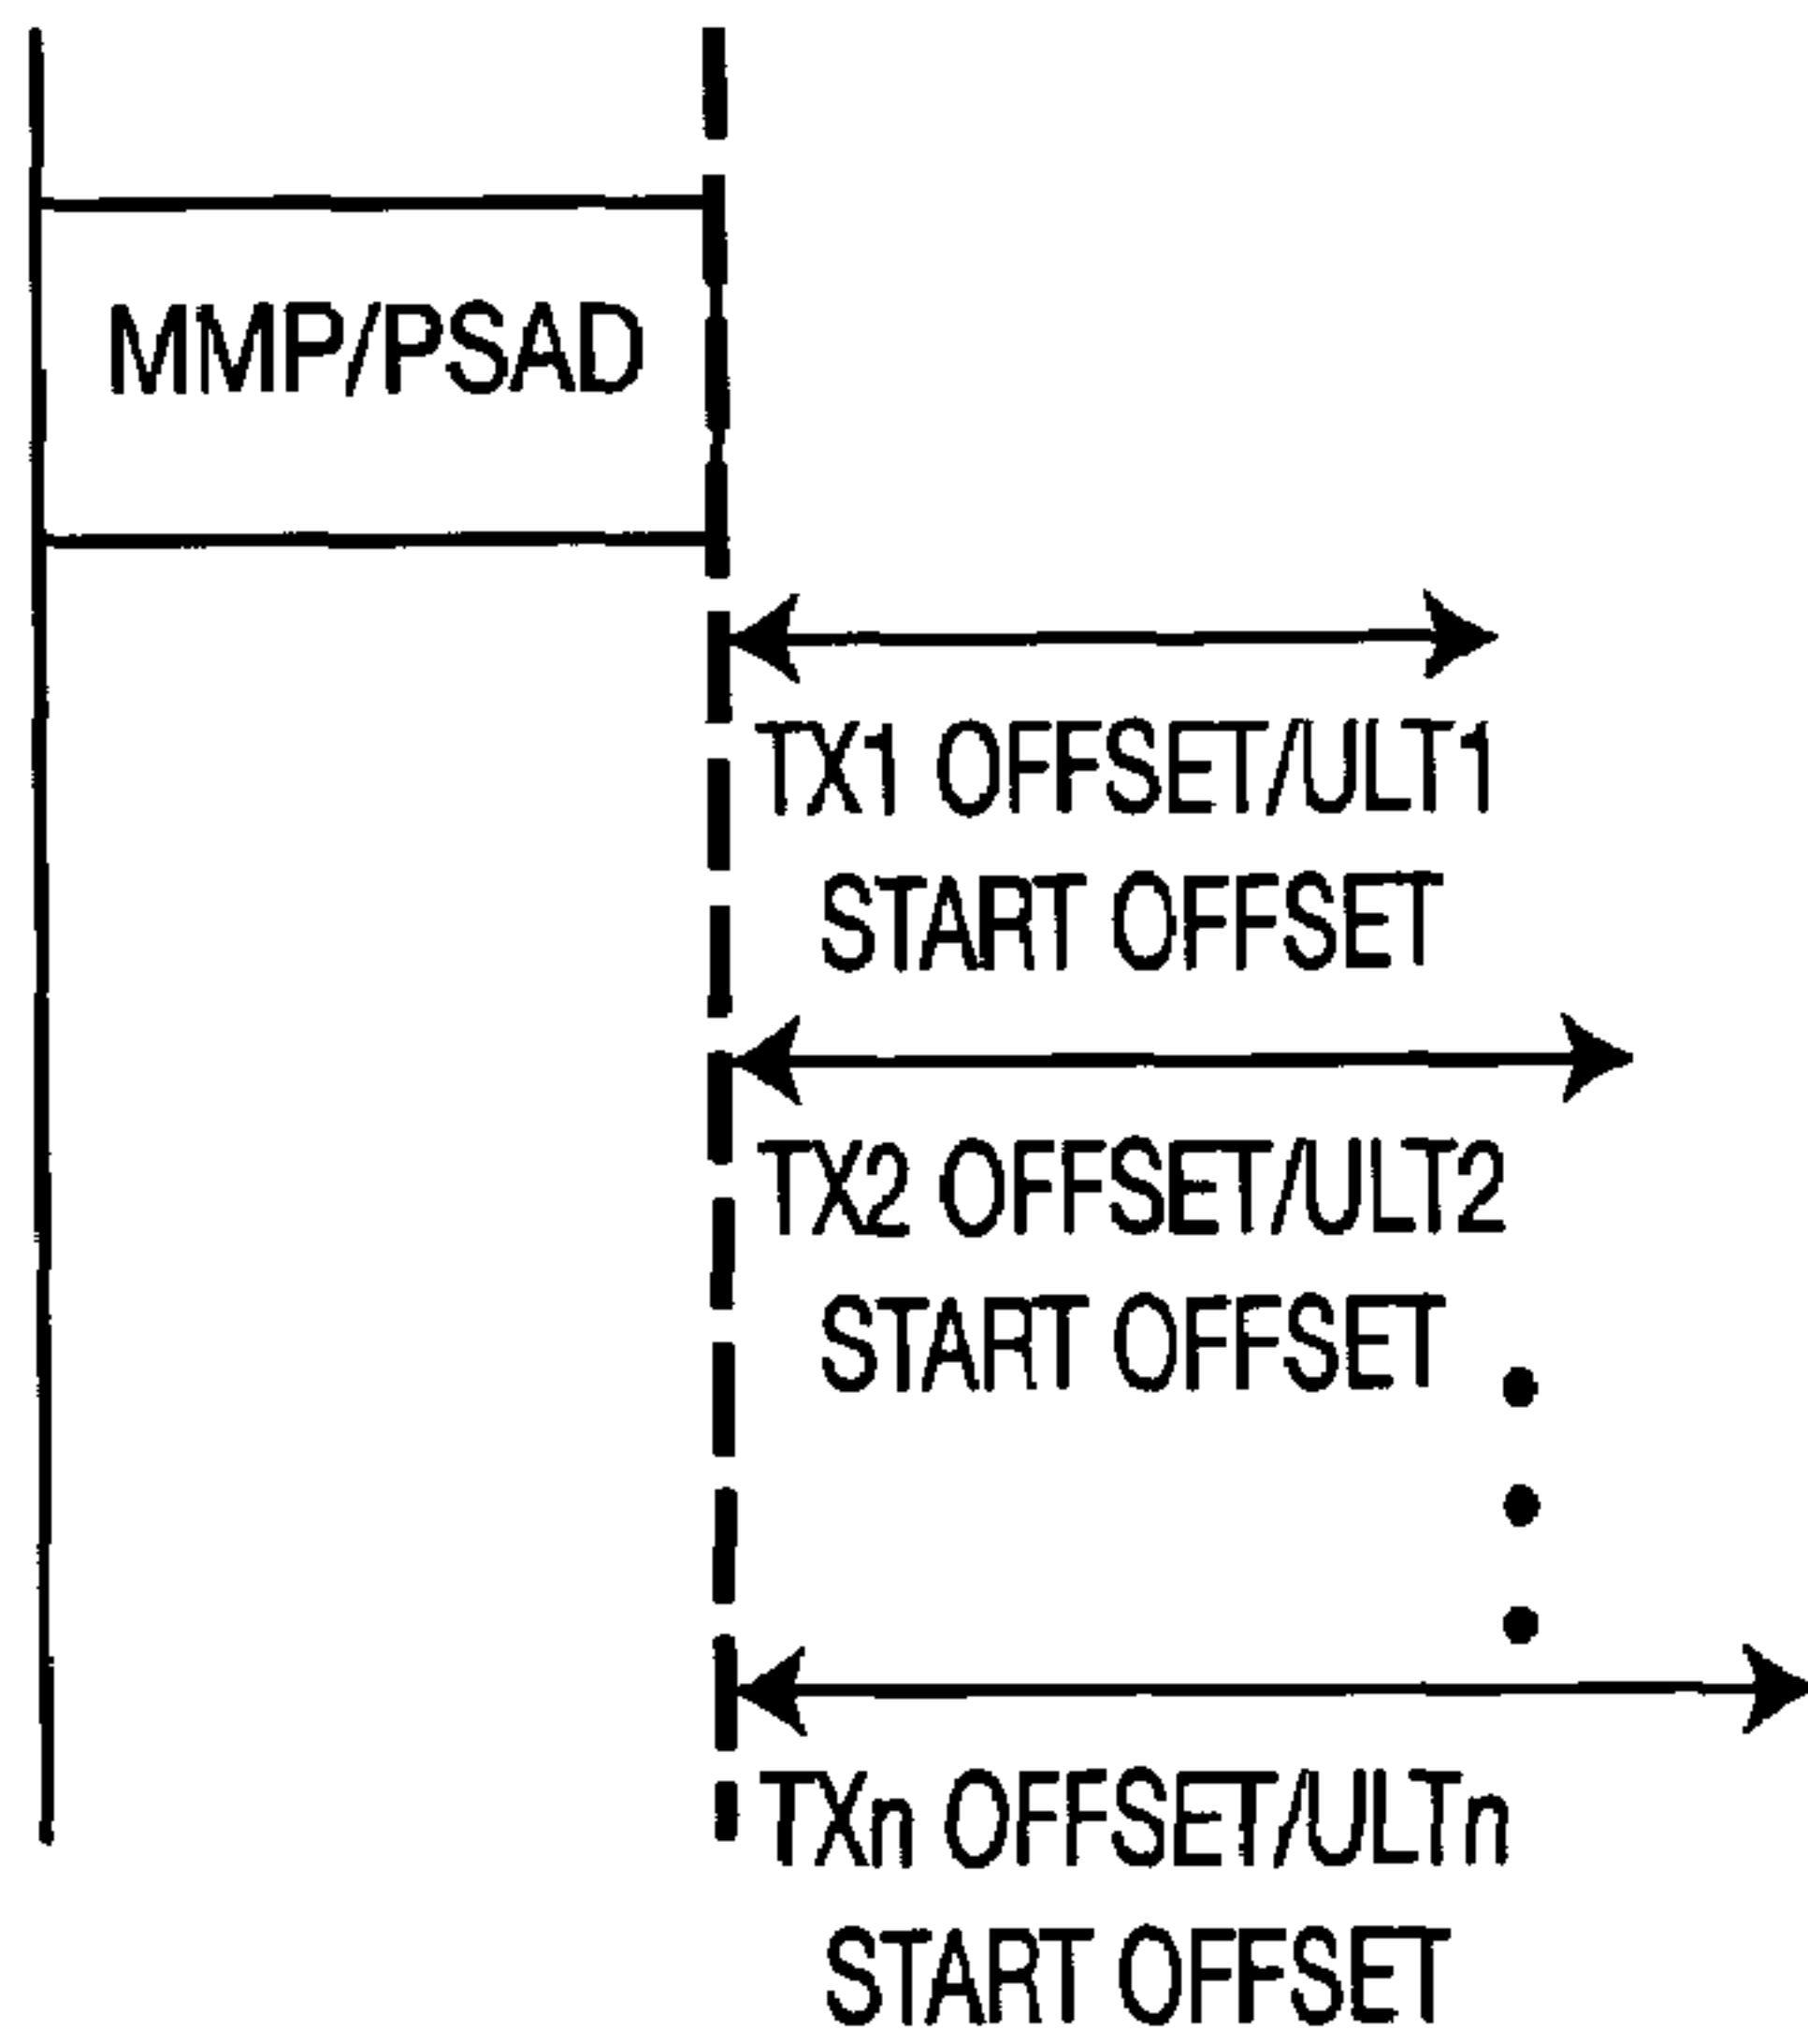 MMP/PSAD
TX1 OFFSET/ULT1
START OFFSET
TX2 OFFSET/ULT2
START OFFSET
TXn OFFSET/ULTn
START OFFSET